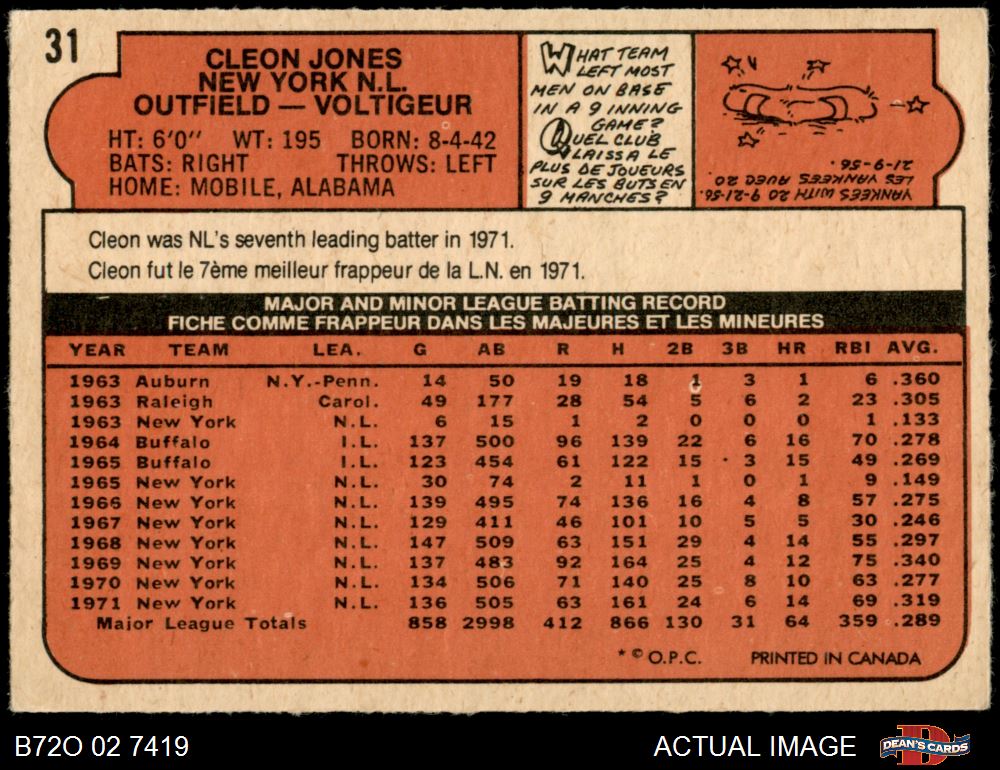 31
CLEON JONES
NEW YORK N.L.
OUTFIELD — VOLTIGEUR
HT: 6'0" WT: 195 BORN: 8-4-42
BATS: RIGHT THROWS: LEFT
HOME: MOBILE, ALABAMA
WHAT TEAM
LEFT MOST
MEN ON BASE
IN A 9 INNING
GAME?
QUEL CLUB
LAISSA LE
PLUS DE JOUEURS
SUR LES BUTS EN
9 MANCHES?
YANKEES WITH 20 9-21-56.
LES YANKEES AVEC 20
21-9-56.
Cleon was NL's seventh leading batter in 1971.
Cleon fut le 7ème meilleur frappeur de la L.N. en 1971.
MAJOR AND MINOR LEAGUE BATTING RECORD
FICHE COMME FRAPPEUR DANS LES MAJEURES ET LES MINEURES
YEAR TEAM LEA. G AB R H 2B 3B HR RBI AVG.
1963 Auburn N.Y.-Penn. 14 50 19 18 1 3 1 6 .360
1963 Raleigh Carol. 49 177 28 54 5 6 2 23 .305
1963 New York N.L. 6 15 1 2 0 0 0 1 .133
1964 Buffalo I.L. 137 500 96 139 22 6 16 70 .278
1965 Buffalo I.L. 123 454 61 122 15 3 15 49 .269
1965 New York N.L. 30 74 2 11 1 0 1 9 .149
1966 New York N.L. 139 495 74 136 16 4 8 57 .275
1967 New York N.L. 129 411 46 101 10 5 5 30 .246
1968 New York N.L. 147 509 63 151 29 4 14 55 .297
1969 New York N.L. 137 483 92 164 25 4 12 75 .340
1970 New York N.L. 134 506 71 140 25 8 10 63 .277
1971 New York N.L. 136 505 63 161 24 6 14 69 .319
Major League Totals 858 2998 412 866 130 31 64 359 .289
* © O.P.C. PRINTED IN CANADA
B72O 02 7419 ACTUAL IMAGE D DEAN'S CARDS